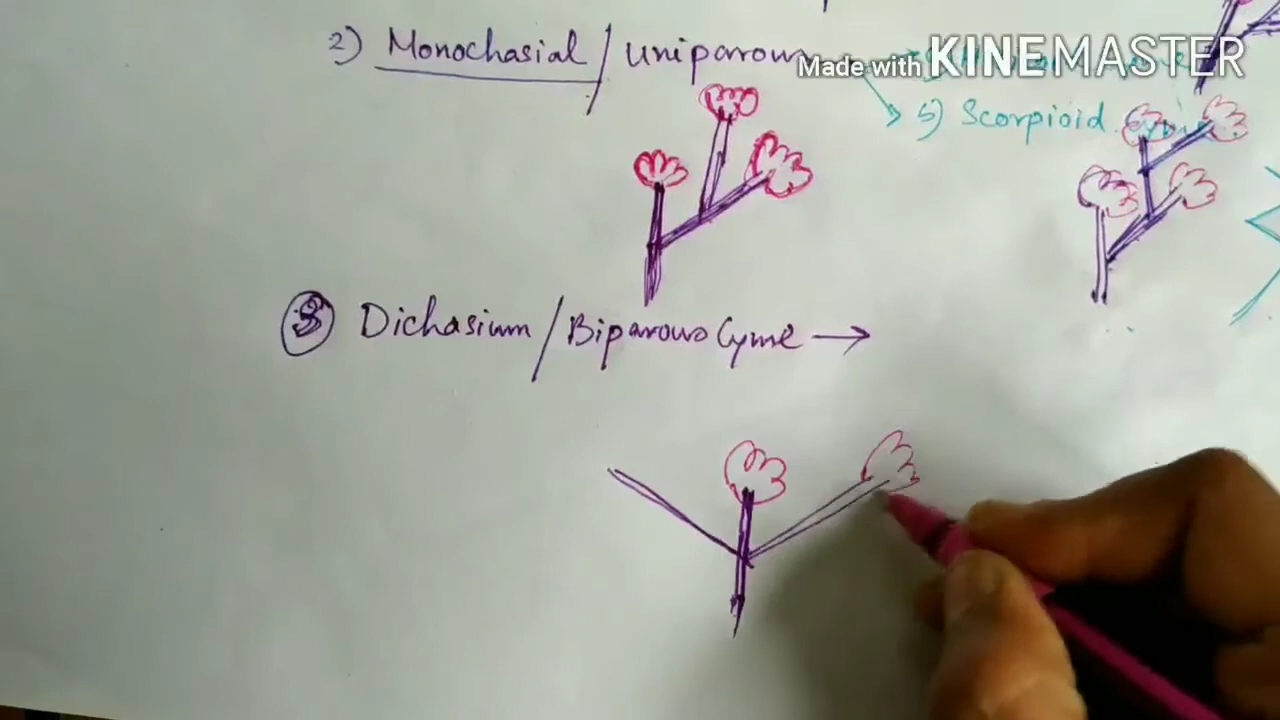 2) Monochasial / Uniparous
Made with KINEMASTER
5) Scorpioid
3 Dichasium / Biparous Cyme →